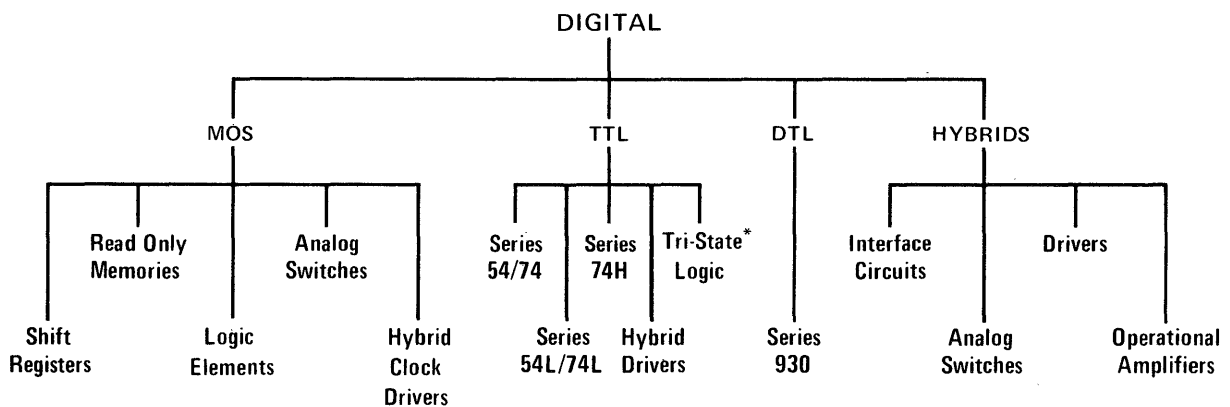 DIGITAL
MOS
TTL
DTL
HYBRIDS
Read Only
Memories
Analog
Switches
Series
54/74
Series
74H
Tri-State*
Logic
Interface
Circuits
Drivers
Shift
Registers
Logic
Elements
Hybrid
Clock
Drivers
Series
54L/74L
Hybrid
Drivers
Series
930
Analog
Switches
Operational
Amplifiers